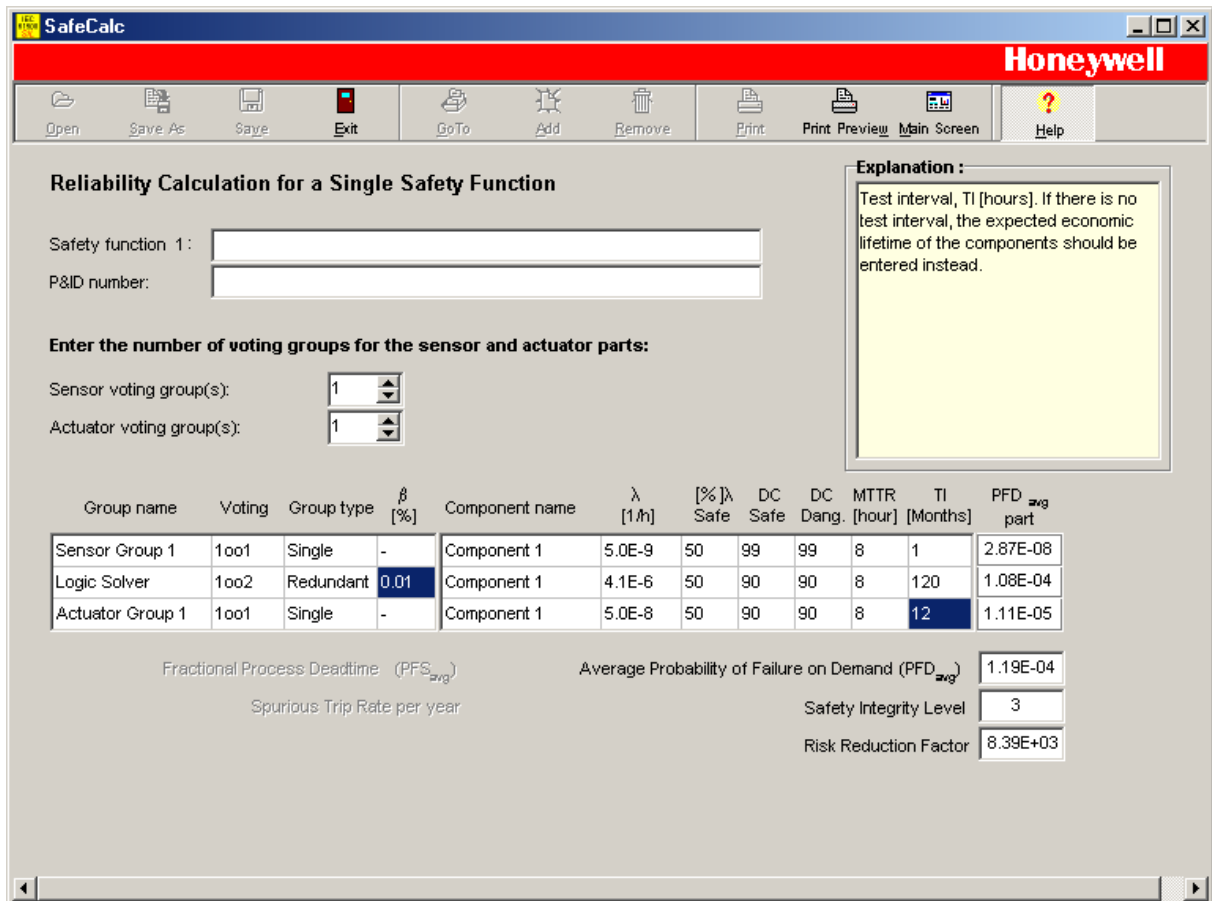 IEC
SafeCalc
Honeywell
Open Save As Save Exit GoTo Add Remove Print Print Preview Main Screen Help
Reliability Calculation for a Single Safety Function
Safety function 1 :
P&ID number:
Explanation :
Test interval, TI [hours]. If there is no
test interval, the expected economic
lifetime of the components should be
entered instead.
Enter the number of voting groups for the sensor and actuator parts:
Sensor voting group(s): 1
Actuator voting group(s): 1
Group name Voting Group type β [%] Component name λ [1/h] [%]λ Safe DC Safe DC Dang. MTTR [hour] TI [Months] PFD avg part
Sensor Group 1 1oo1 Single - Component 1 5.0E-9 50 99 99 8 1 2.87E-08
Logic Solver 1oo2 Redundant 0.01 Component 1 4.1E-6 50 90 90 8 120 1.08E-04
Actuator Group 1 1oo1 Single - Component 1 5.0E-8 50 90 90 8 12 1.11E-05
Fractional Process Deadtime (PFSavg) Average Probability of Failure on Demand (PFDavg) 1.19E-04
Spurious Trip Rate per year Safety Integrity Level 3
Risk Reduction Factor 8.39E+03